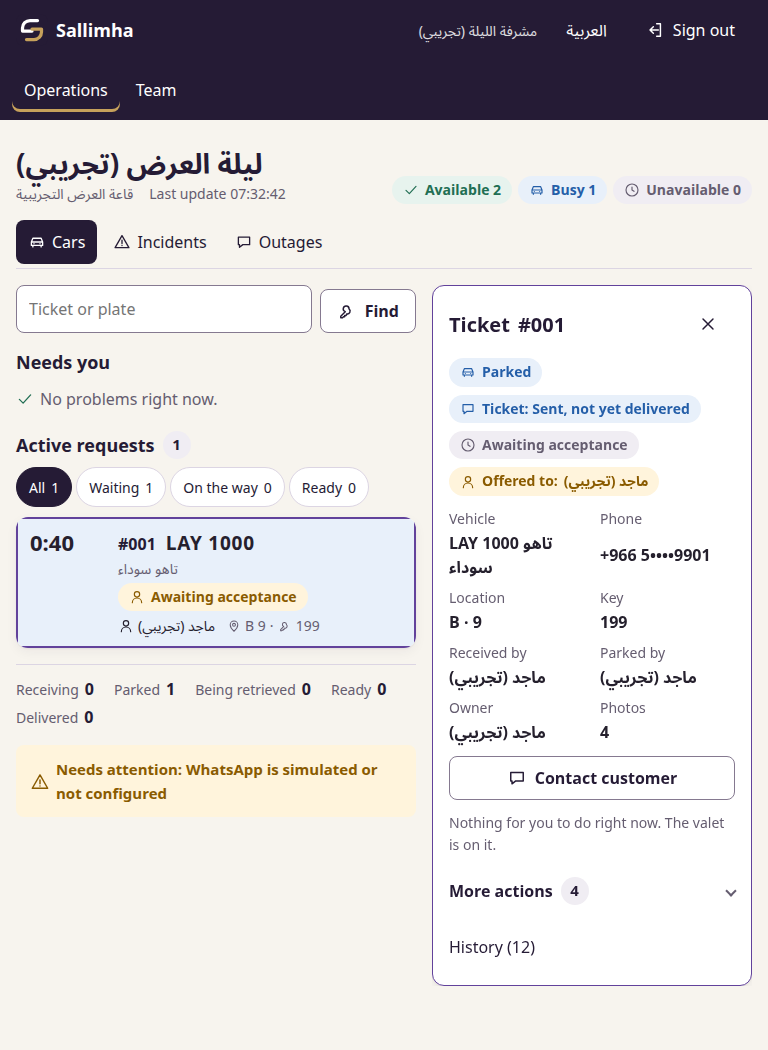 Sallimha
مشرفة الليلة (تجريبي)
العربية
Sign out
Operations
Team
ليلة العرض (تجريبي)
قاعة العرض التجريبية
Last update 07:32:42
Available 2
Busy 1
Unavailable 0
Cars
Incidents
Outages
Ticket or plate
Find
Needs you
No problems right now.
Active requests 1
All 1
Waiting 1
On the way 0
Ready 0
0:40
#001 LAY 1000
تاهو سوداء
Awaiting acceptance
ماجد (تجريبي)
B 9 · 199
Receiving 0
Parked 1
Being retrieved 0
Ready 0
Delivered 0
Needs attention: WhatsApp is simulated or
not configured
Ticket #001
Parked
Ticket: Sent, not yet delivered
Awaiting acceptance
Offered to: ماجد (تجريبي)
Vehicle
LAY 1000 تاهو
سوداء
Phone
+966 5••••9901
Location
B · 9
Key
199
Received by
ماجد (تجريبي)
Parked by
ماجد (تجريبي)
Owner
ماجد (تجريبي)
Photos
4
Contact customer
Nothing for you to do right now. The valet
is on it.
More actions 4
History (12)